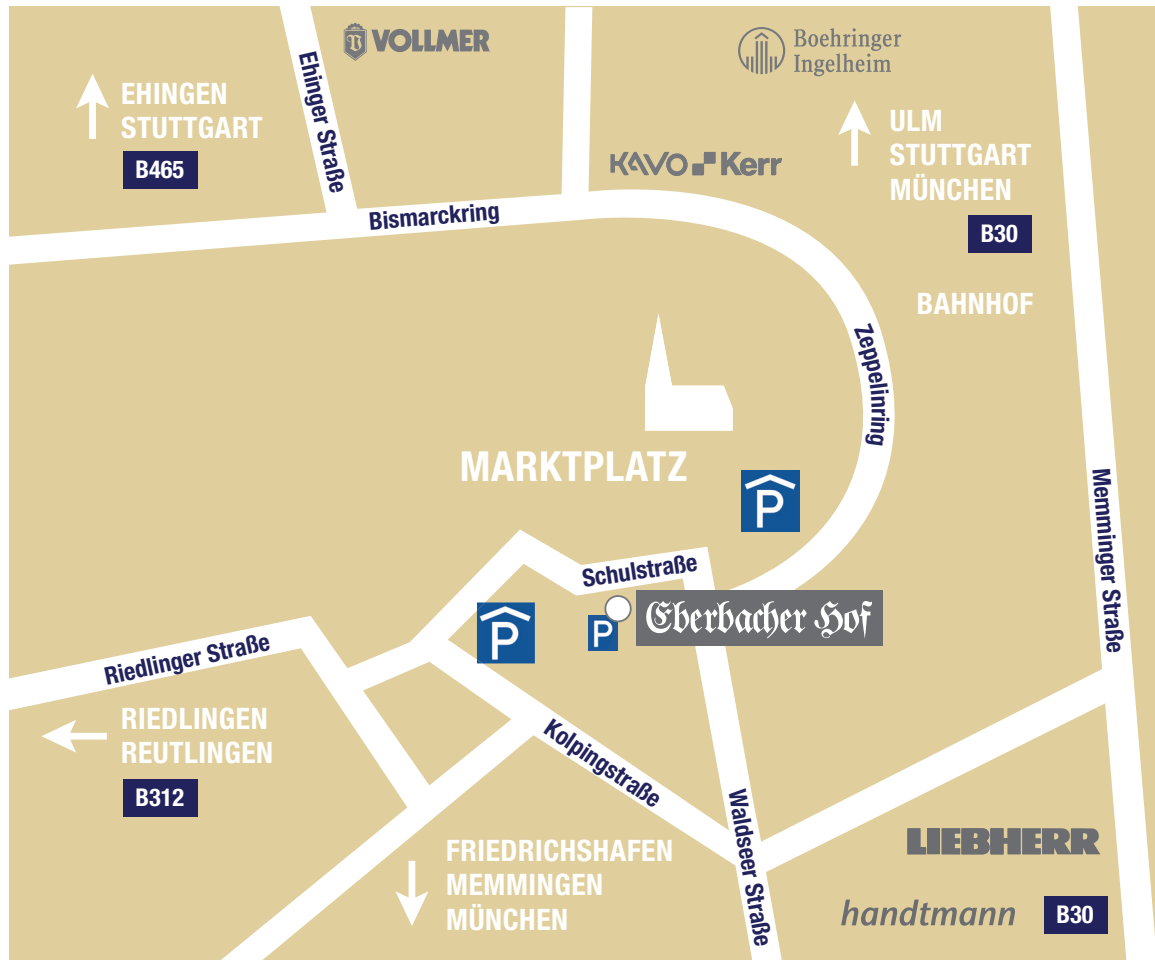 VOLLMER
Boehringer
Ingelheim
Ehinger Straße
EHINGEN
STUTTGART
B465
ULM
STUTTGART
MÜNCHEN
B30
KAVO Kerr
Bismarckring
BAHNHOF
Zeppelinring
MARKTPLATZ
P
Memminger Straße
Schulstraße
Eberbacher Hof
P
P
Riedlinger Straße
RIEDLINGEN
REUTLINGEN
B312
Kolpingstraße
Waldseer Straße
FRIEDRICHSHAFEN
MEMMINGEN
MÜNCHEN
LIEBHERR
handtmann
B30